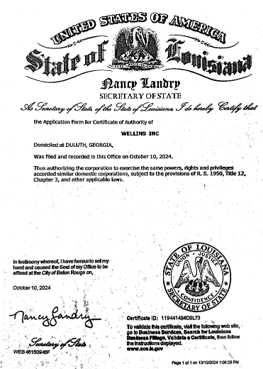 UNITED STATES OF AMERICA
State of Louisiana
Nancy Landry
SECRETARY OF STATE
As Secretary of State, of the State of Louisiana I do hereby Certify that
the Application Form for Certificate of Authority of
WELLINS INC
Domiciled at DULUTH, GEORGIA,
Was filed and recorded in this Office on October 10, 2024.
Thus authorizing the corporation to exercise the same powers, rights and privileges
accorded similar domestic corporations, subject to the provisions of R. S. 1950, Title 12,
Chapter 3, and other applicable laws.
In testimony whereof, I have hereunto set my
hand and caused the Seal of my Office to be
affixed at the City of Baton Rouge on,
October 10, 2024
STATE OF LOUISIANA
UNION JUSTICE
CONFIDENCE
SECRETARY OF STATE
Nancy Landry
Secretary of State
WEB
Certificate ID:
To validate this certificate, visit the following web site,
go to Business Services, Search for Louisiana
Business Filings, Validate a Certificate, then follow
the instructions displayed.
www.sos.la.gov
Page 1 of 1 on 10/10/2024